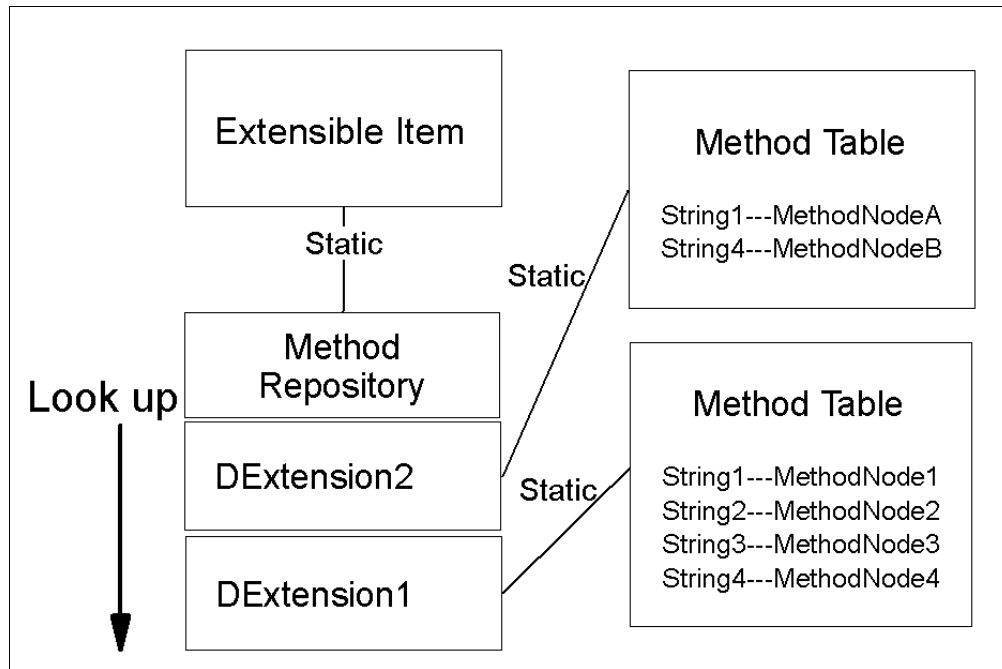 Extensible Item
Static
Method
Repository
Look up
DExtension2
DExtension1
Static
Static
Method Table
String1---MethodNodeA
String4---MethodNodeB
Method Table
String1---MethodNode1
String2---MethodNode2
String3---MethodNode3
String4---MethodNode4